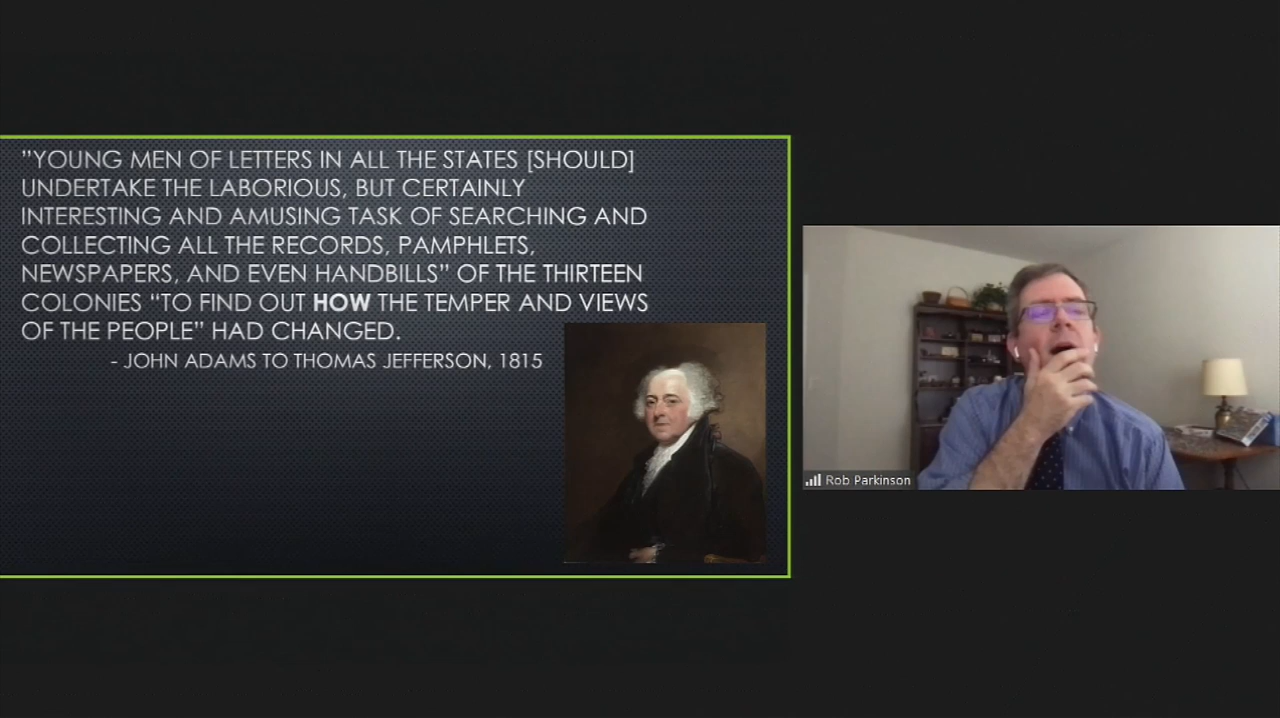 ”YOUNG MEN OF LETTERS IN ALL THE STATES [SHOULD]
UNDERTAKE THE LABORIOUS, BUT CERTAINLY
INTERESTING AND AMUSING TASK OF SEARCHING AND
COLLECTING ALL THE RECORDS, PAMPHLETS,
NEWSPAPERS, AND EVEN HANDBILLS” OF THE THIRTEEN
COLONIES “TO FIND OUT HOW THE TEMPER AND VIEWS
OF THE PEOPLE” HAD CHANGED.
- JOHN ADAMS TO THOMAS JEFFERSON, 1815
Rob Parkinson